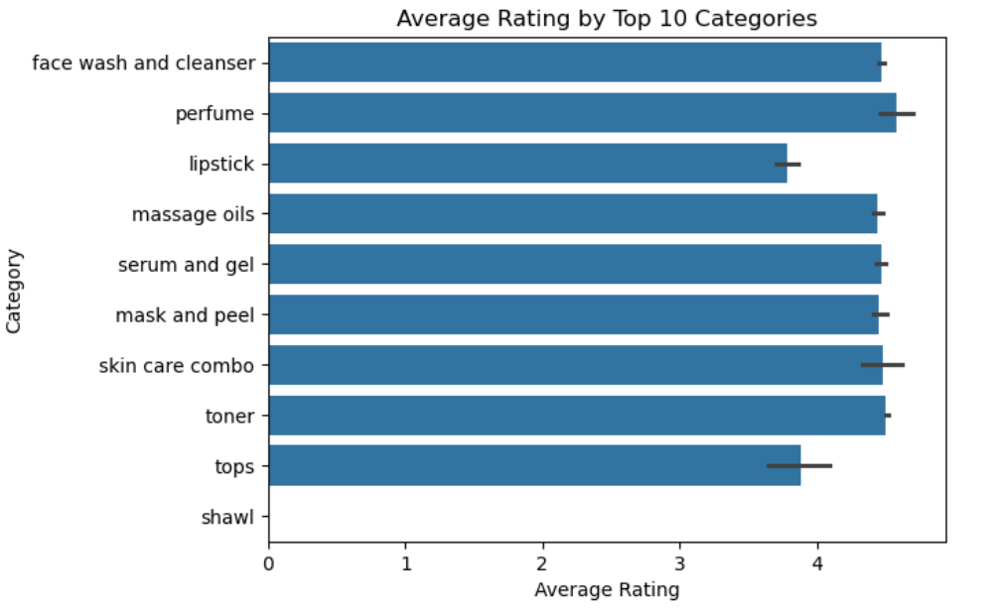 Average Rating by Top 10 Categories
face wash and cleanser
perfume
lipstick
massage oils
serum and gel
mask and peel
skin care combo
toner
tops
shawl
Category
0 1 2 3 4
Average Rating